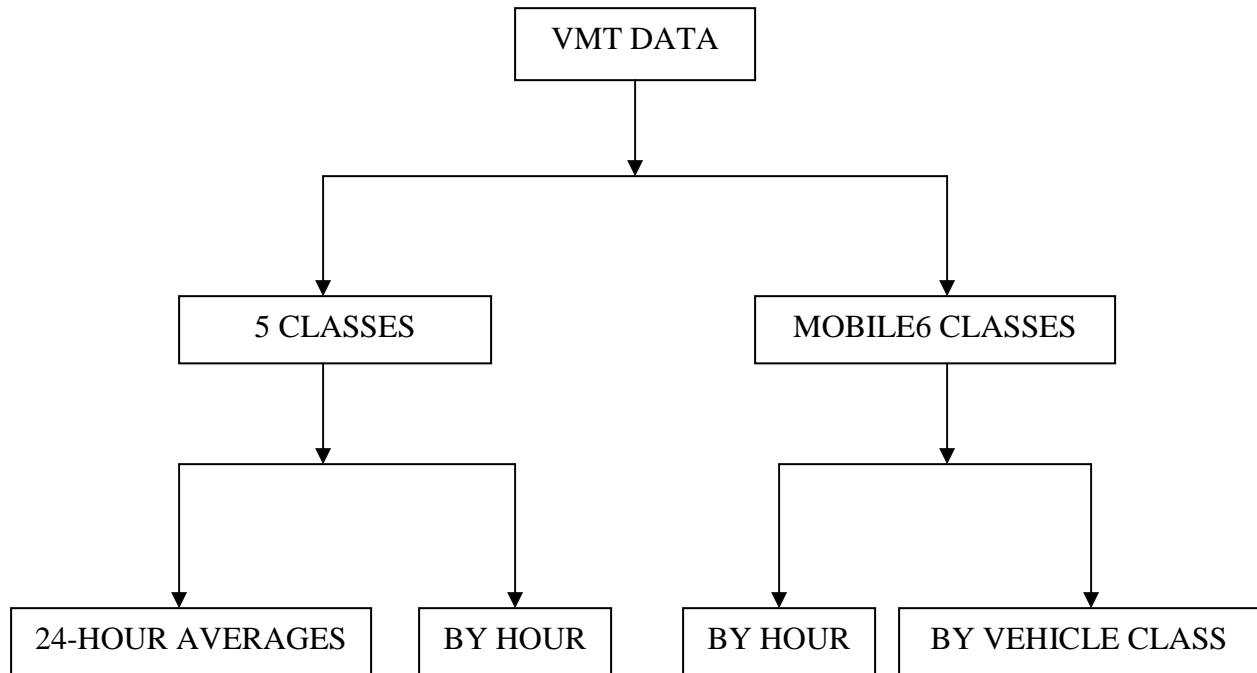 VMT DATA
5 CLASSES
MOBILE6 CLASSES
24-HOUR AVERAGES
BY HOUR
BY HOUR
BY VEHICLE CLASS